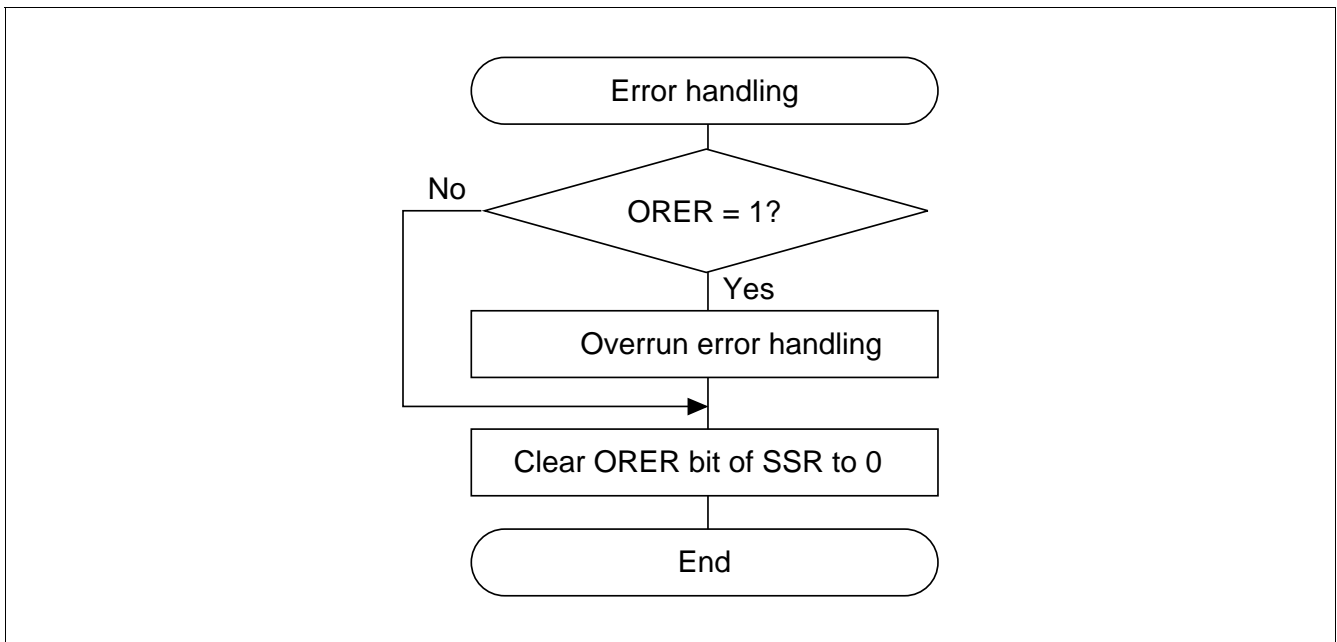 Error handling
No
ORER = 1?
Yes
Overrun error handling
Clear ORER bit of SSR to 0
End